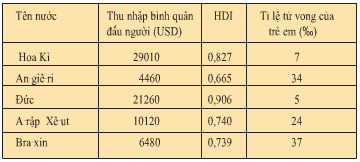 Tên nước | Thu nhập bình quân đầu người (USD) | HDI | Tỉ lệ tử vong của trẻ em (‰)
Hoa Kì | 29010 | 0,827 | 7
An-giê-ri | 4460 | 0,665 | 34
Đức | 21260 | 0,906 | 5
A-rập Xê-ut | 10120 | 0,740 | 24
Bra-xin | 6480 | 0,739 | 37